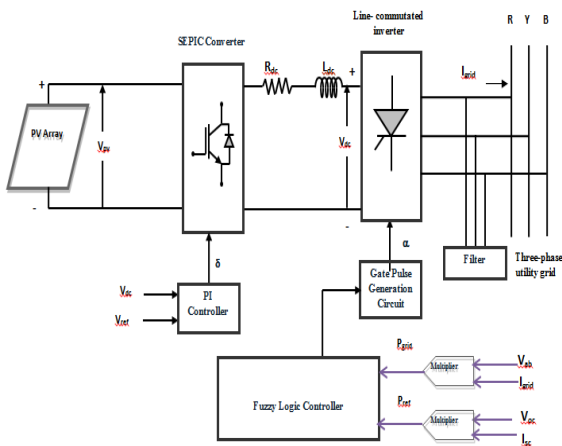 Line- commutated
inverter
R Y B
SEPIC Converter
Rdc
Ldc
Igrid
+
+
PV Array
Vpv
Vdc
-
-
δ
α
Filter
Three-phase
utility grid
Vdc
Vref
PI
Controller
Gate Pulse
Generation
Circuit
Pgrid
Multiplier
Vab
Igrid
Fuzzy Logic Controller
Pref
Multiplier
Voc
Isc